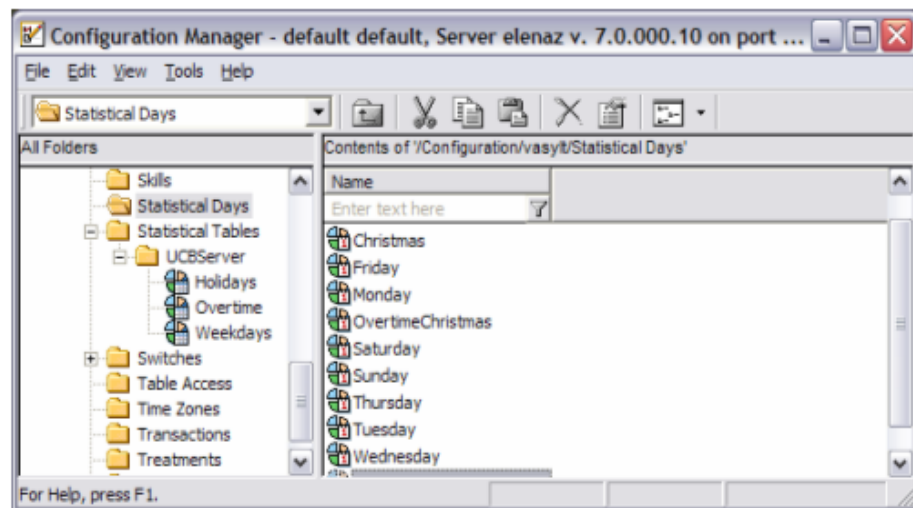 Configuration Manager - default default, Server elenaz v. 7.0.000.10 on port ...
File Edit View Tools Help
Statistical Days
All Folders
Contents of '/Configuration/vasylt/Statistical Days'
Skills
Statistical Days
Statistical Tables
UCBServer
Holidays
Overtime
Weekdays
Switches
Table Access
Time Zones
Transactions
Treatments
Name
Enter text here
Christmas
Friday
Monday
OvertimeChristmas
Saturday
Sunday
Thursday
Tuesday
Wednesday
For Help, press F1.